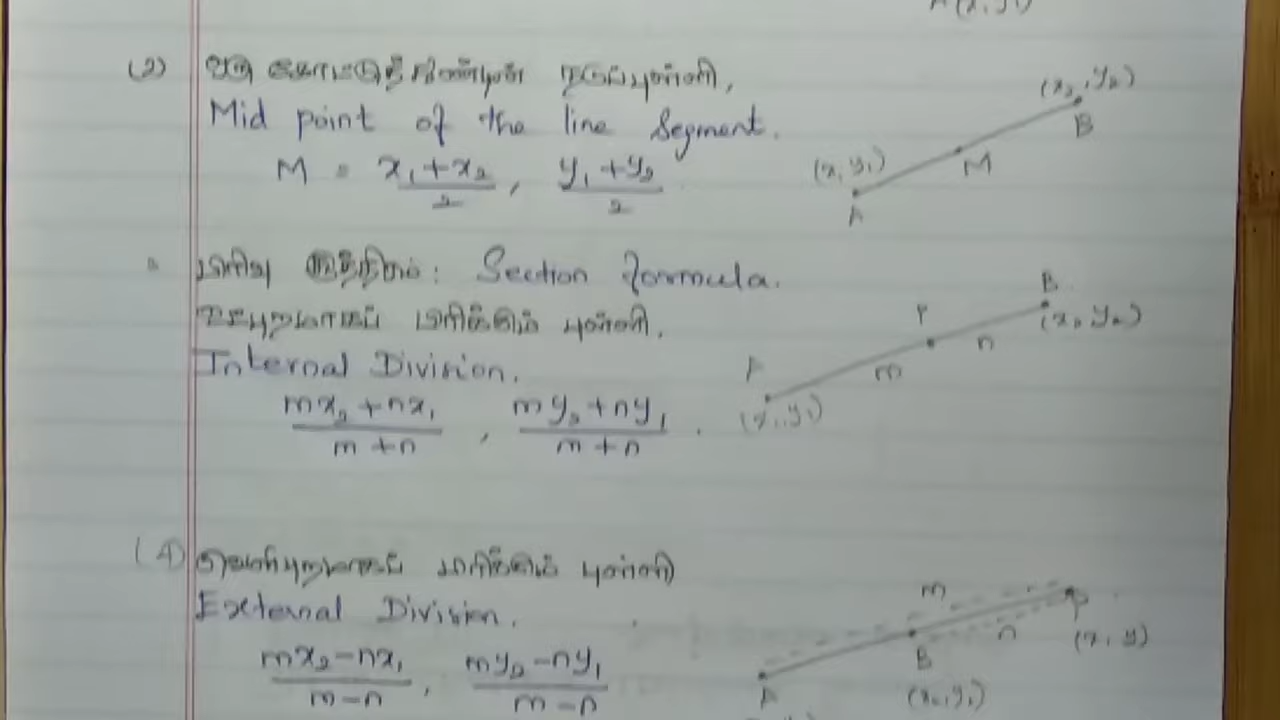 A(x, y)
(2) ஒரு கோட்டுத்துண்டின் நடுப்புள்ளி,
Mid point of the line Segment.
M = x₁+x₂/2, y₁+y₂/2
(x₁ y₁)
A
M
(x₂, y₂)
B
பிரிவு சூத்திரம்: Section formula.
உட்புறமாகப் பிரிக்கும் புள்ளி.
Internal Division.
mx₂+nx₁/m+n, my₂+ny₁/m+n.
A
(x₁, y₁)
m
P
n
B
(x₂ y₂)
(4) வெளிப்புறமாகப் பிரிக்கும் புள்ளி
External Division.
mx₂-nx₁/m-n, my₂-ny₁/m-n
A
B
m
n
P
(x, y)